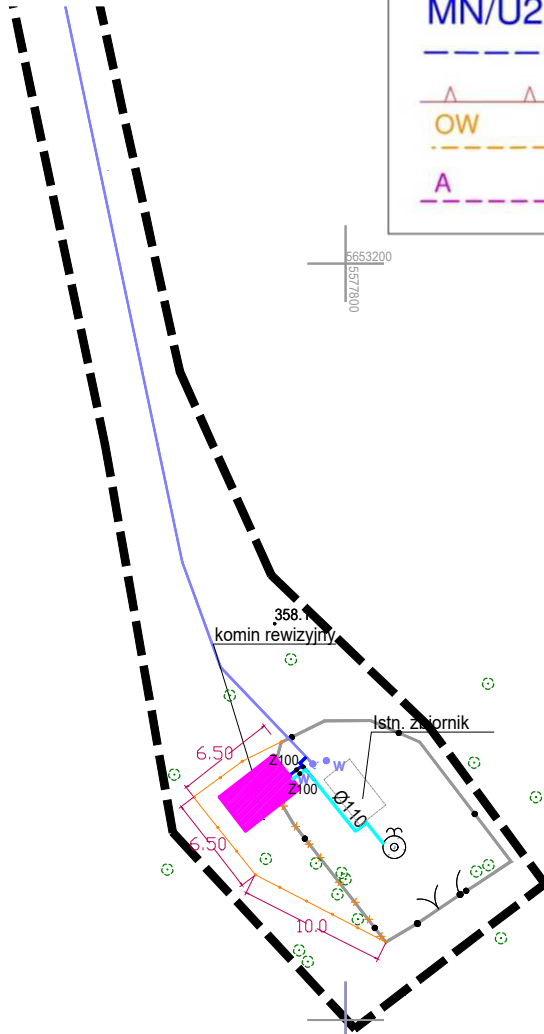 MN/U2
OW
A
5653200
5577800
358.1
komin rewizyjny
Istn. zbiornik
6.50
Z100
W
W
Z100
Ø110
6.50
10.0